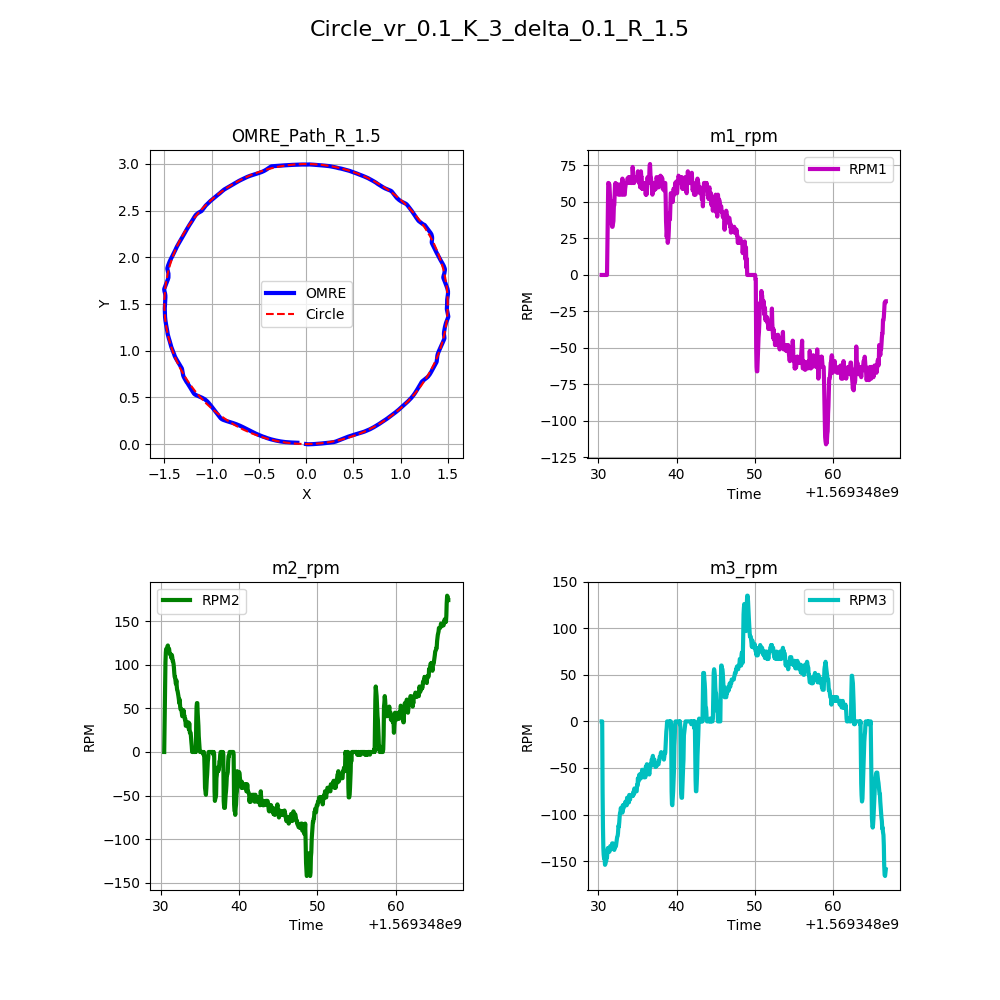 Circle_vr_0.1_K_3_delta_0.1_R_1.5
OMRE_Path_R_1.5
3.0
2.5
2.0
1.5
1.0
0.5
0.0
Y
OMRE
Circle
−1.5 −1.0 −0.5 0.0 0.5 1.0 1.5
X
m1_rpm
75
50
25
0
−25
−50
−75
−100
−125
RPM
RPM1
30 40 50 60
Time +1.569348e9
m2_rpm
150
100
50
0
−50
−100
−150
RPM
RPM2
30 40 50 60
Time +1.569348e9
m3_rpm
150
100
50
0
−50
−100
−150
RPM
RPM3
30 40 50 60
Time +1.569348e9